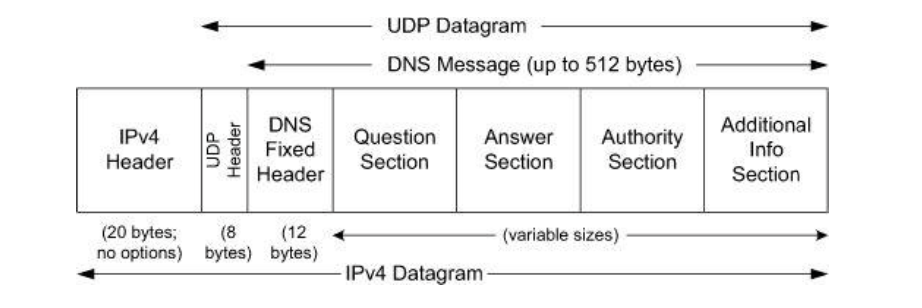 UDP Datagram
DNS Message (up to 512 bytes)
IPv4
Header
UDP
Header
DNS
Fixed
Header
Question
Section
Answer
Section
Authority
Section
Additional
Info
Section
(20 bytes;
no options)
(8
bytes)
(12
bytes)
(variable sizes)
IPv4 Datagram